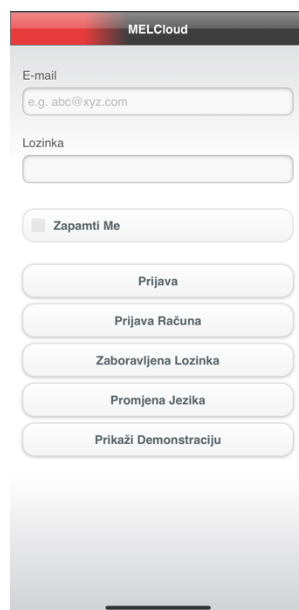 MELCloud
E-mail
e.g. abc@xyz.com
Lozinka
Zapamti Me
Prijava
Prijava Računa
Zaboravljena Lozinka
Promjena Jezika
Prikaži Demonstraciju